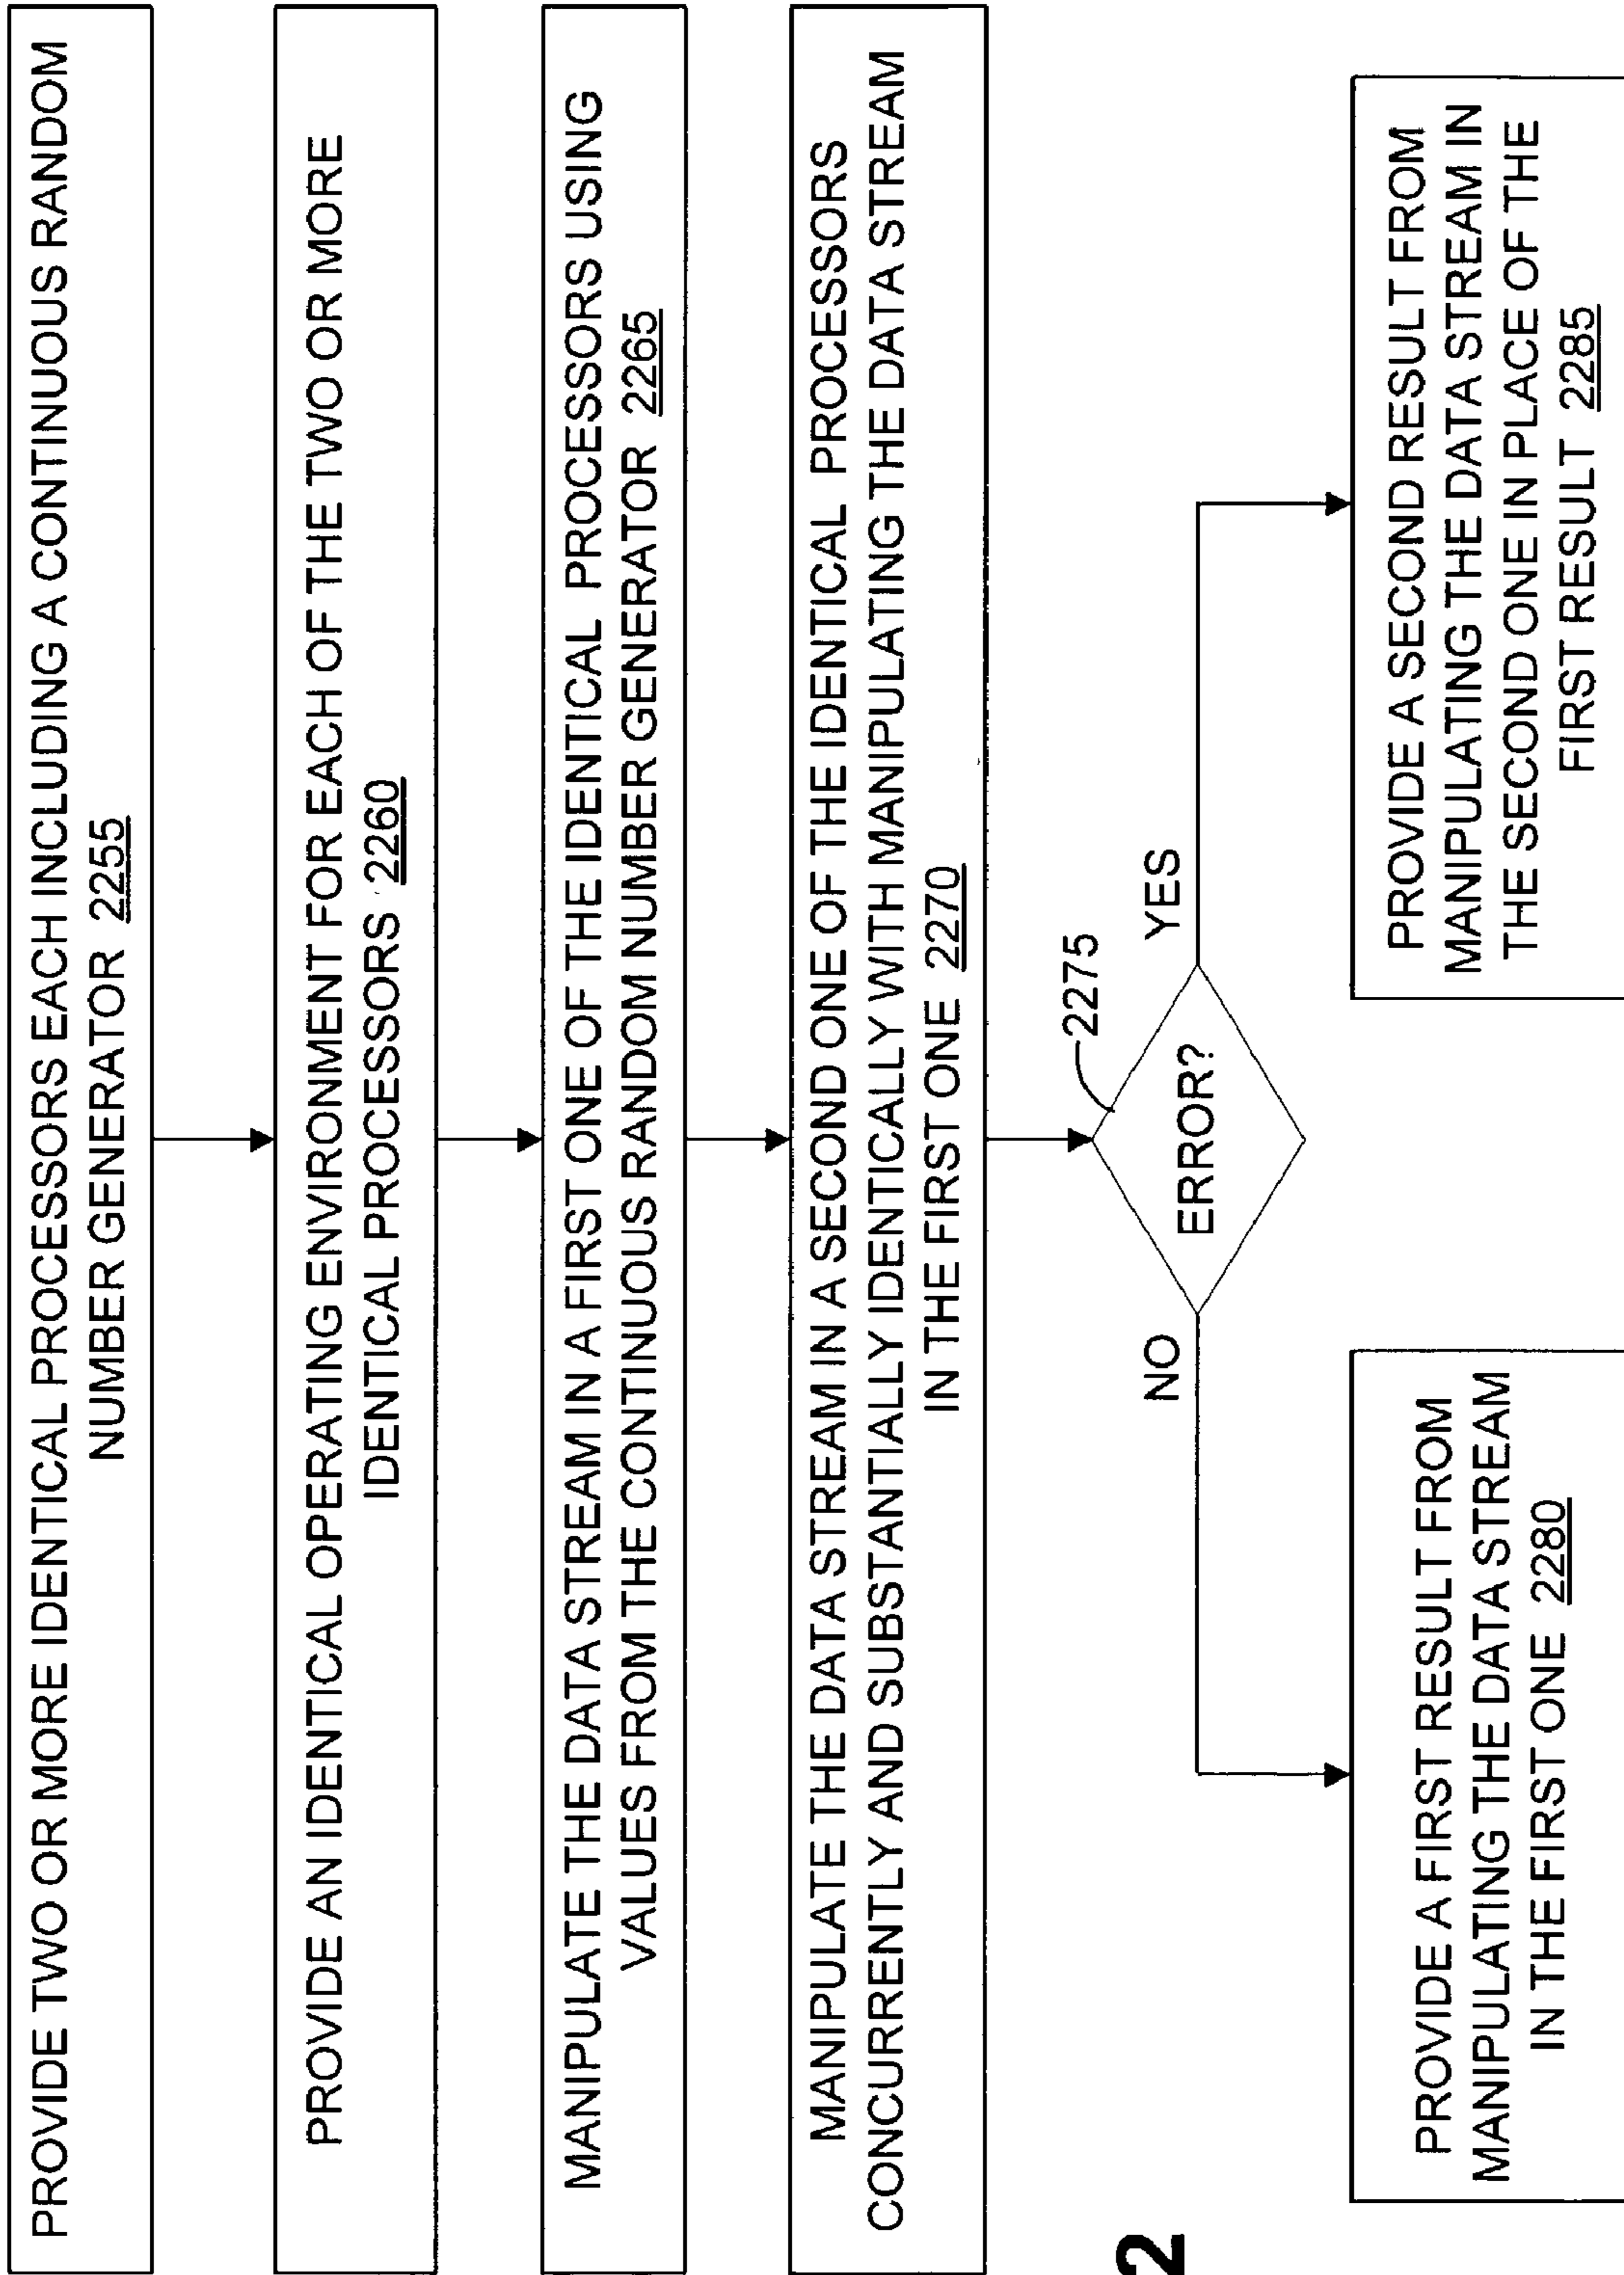 PROVIDE TWO OR MORE IDENTICAL PROCESSORS EACH INCLUDING A CONTINUOUS RANDOM
NUMBER GENERATOR 2255
PROVIDE AN IDENTICAL OPERATING ENVIRONMENT FOR EACH OF THE TWO OR MORE
IDENTICAL PROCESSORS 2260
MANIPULATE THE DATA STREAM IN A FIRST ONE OF THE IDENTICAL PROCESSORS USING
VALUES FROM THE CONTINUOUS RANDOM NUMBER GENERATOR 2265
MANIPULATE THE DATA STREAM IN A SECOND ONE OF THE IDENTICAL PROCESSORS
CONCURRENTLY AND SUBSTANTIALLY IDENTICALLY WITH MANIPULATING THE DATA STREAM
IN THE FIRST ONE 2270
2275
ERROR?
NO
YES
PROVIDE A FIRST RESULT FROM
MANIPULATING THE DATA STREAM
IN THE FIRST ONE 2280
PROVIDE A SECOND RESULT FROM
MANIPULATING THE DATA STREAM IN
THE SECOND ONE IN PLACE OF THE
FIRST RESULT 2285
2